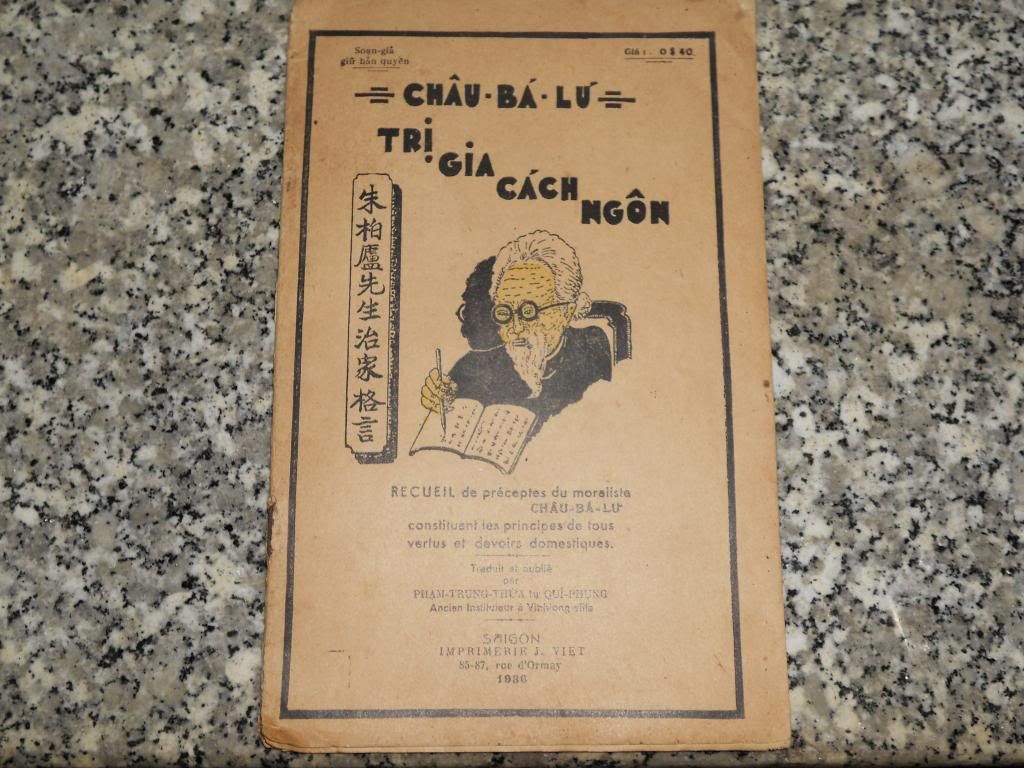 Soạn-giả
giữ bản quyền
Giá : 0 $ 40
CHÂU-BÁ-LƯ
TRỊ
GIA
CÁCH
NGÔN
朱柏廬先生治家格言
RECUEIL de préceptes du moraliste
CHÂU-BÁ-LƯ
constituant les principes de tous
vertus et devoirs domestiques.
Traduit et publié
par
PHẠM-TRUNG-THỪA tự QUÍ-PHỤNG
Ancien Instituteur à Vinhlong ville
SAIGON
IMPRIMERIE J. VIET
85-87, rue d'Ormay
1936